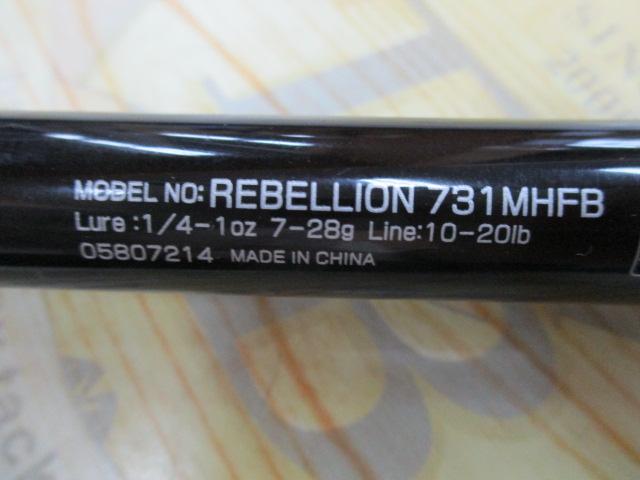 MODEL NO: REBELLION 731MHFB
Lure :1/4-1oz 7-28g Line:10-20lb
05807214 MADE IN CHINA